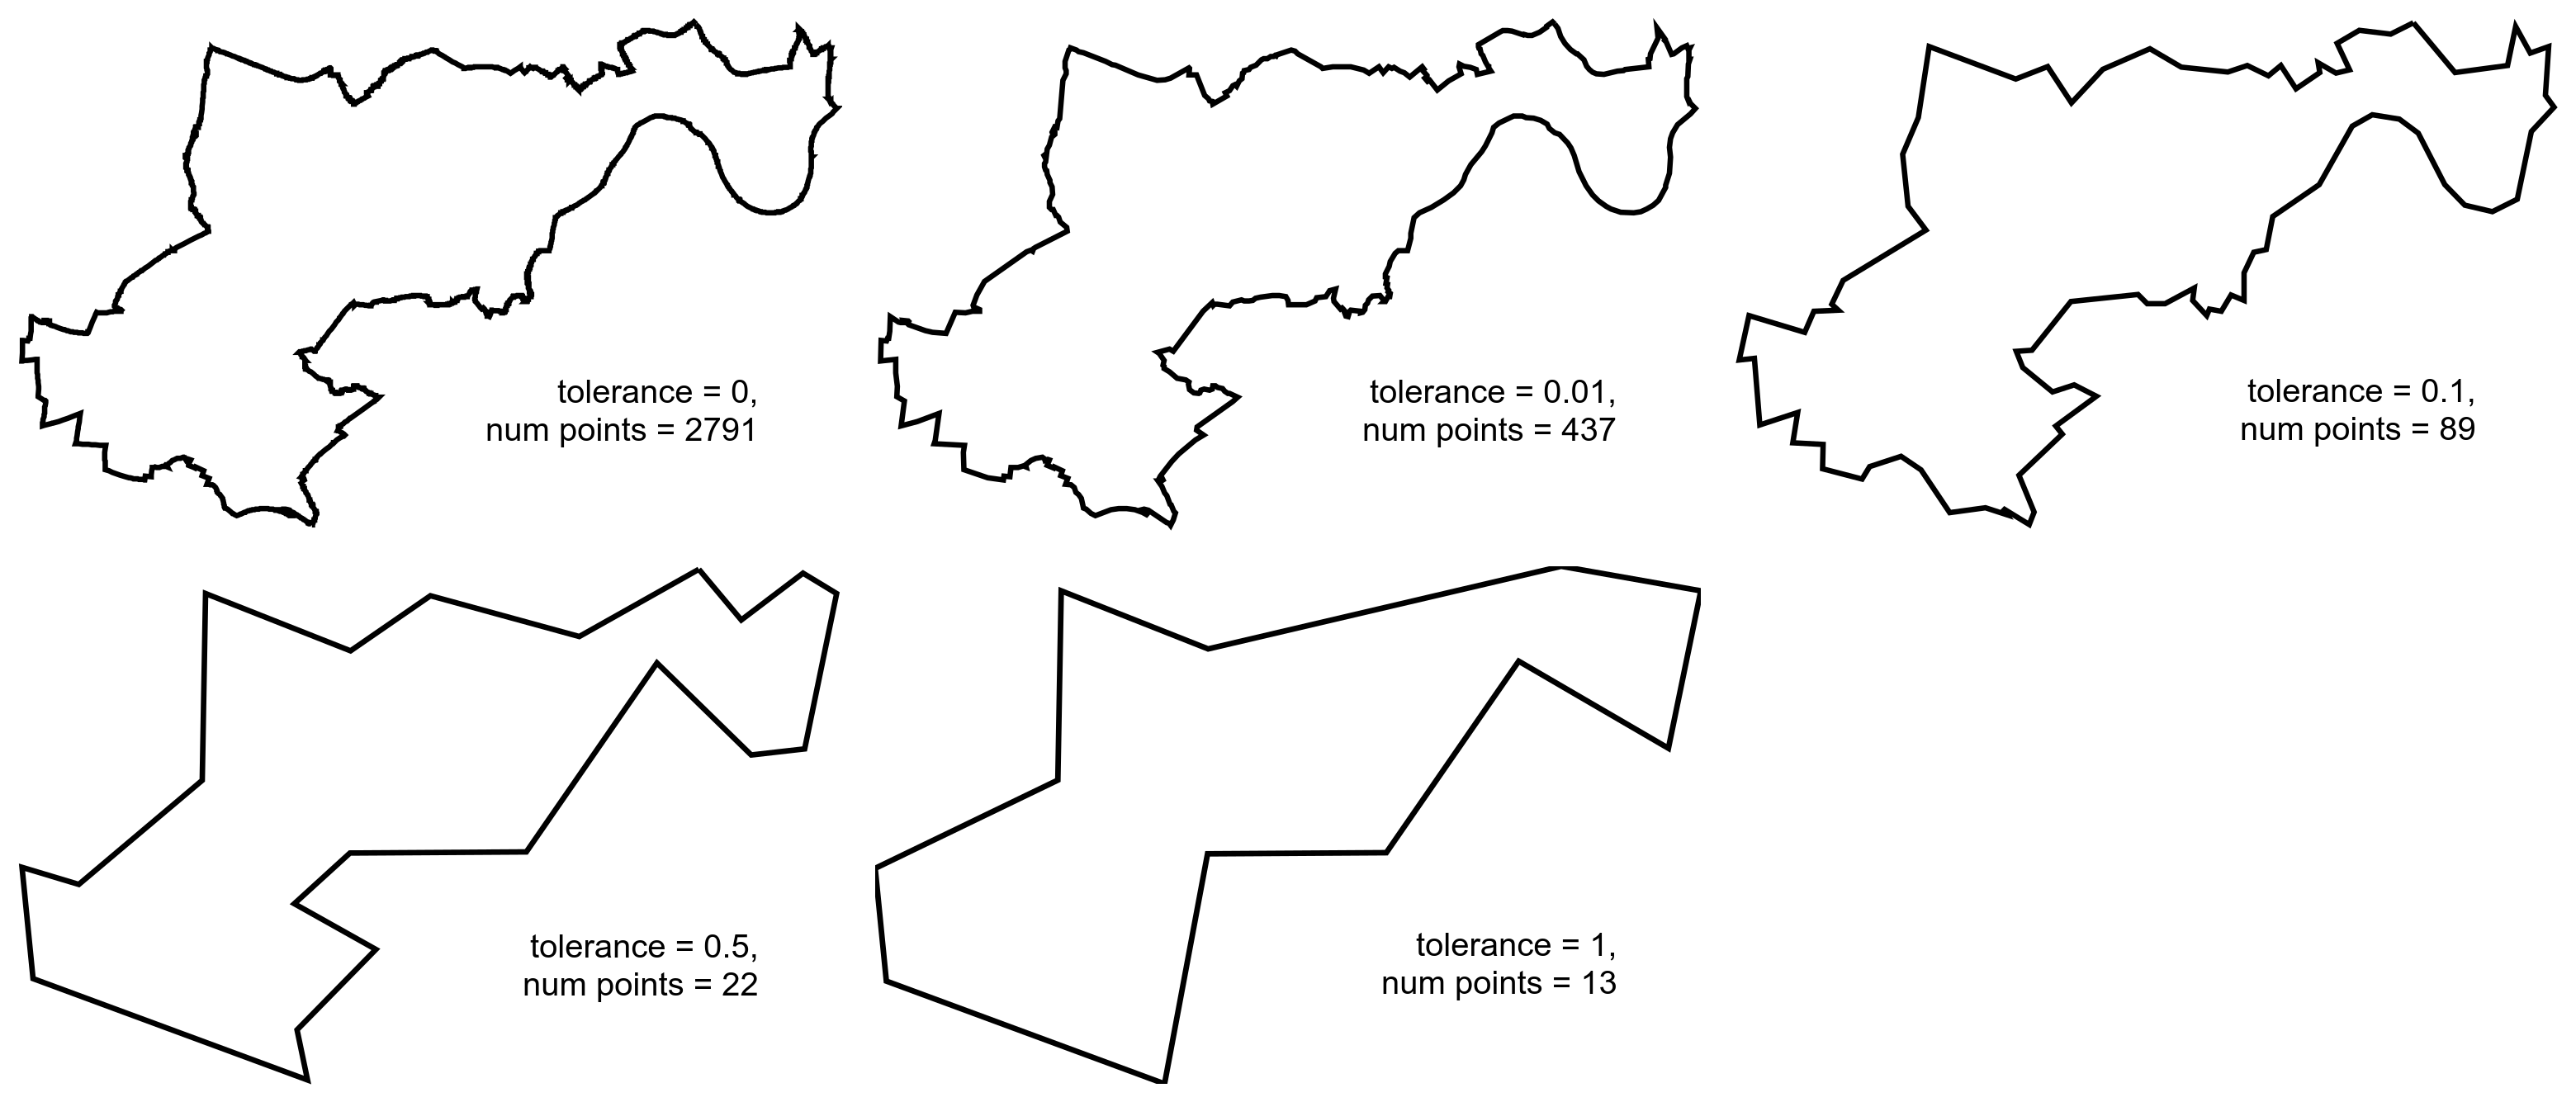 tolerance = 0,
num points = 2791
tolerance = 0.01,
num points = 437
tolerance = 0.1,
num points = 89
tolerance = 0.5,
num points = 22
tolerance = 1,
num points = 13